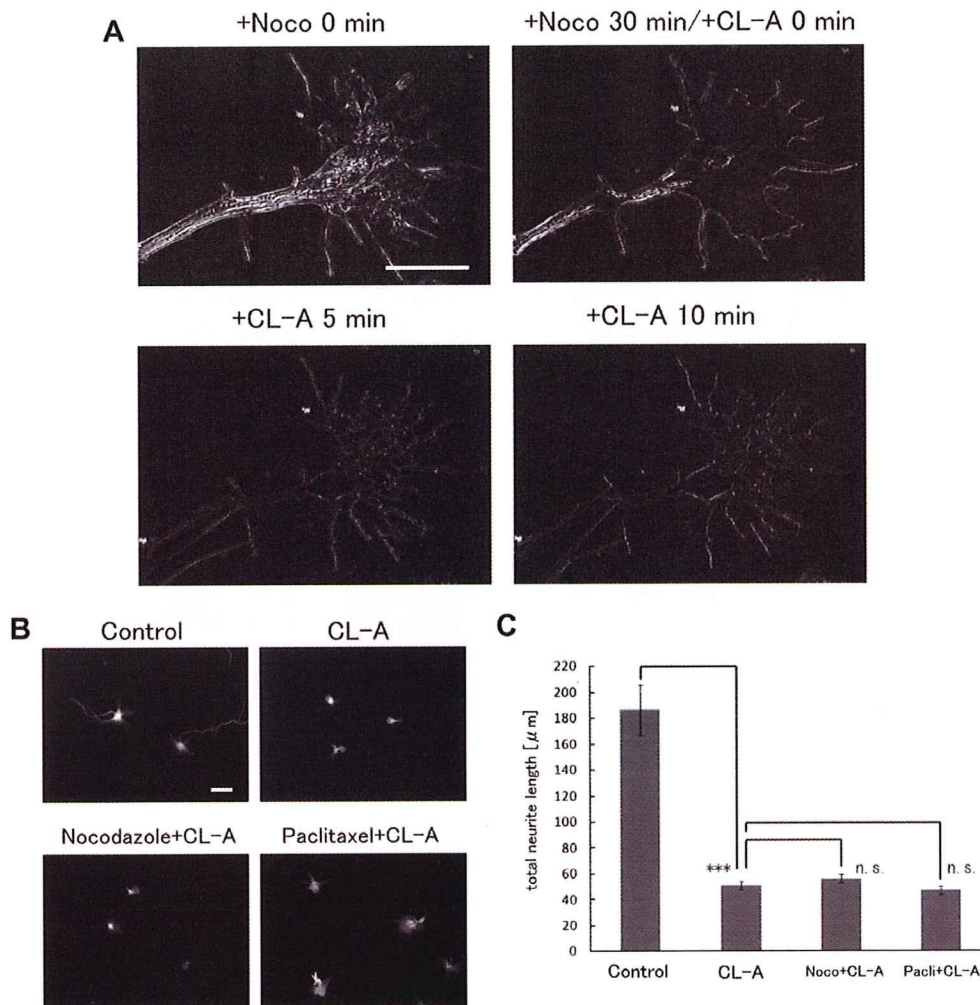 A
+Noco 0 min
+Noco 30 min/+CL-A 0 min
+CL-A 5 min
+CL-A 10 min
B
Control
CL-A
Nocodazole+CL-A
Paclitaxel+CL-A
C
total neurite length [μm]
220
200
180
160
140
120
100
80
60
40
20
0
***
n. s.
n. s.
Control
CL-A
Noco+CL-A
Pacli+CL-A